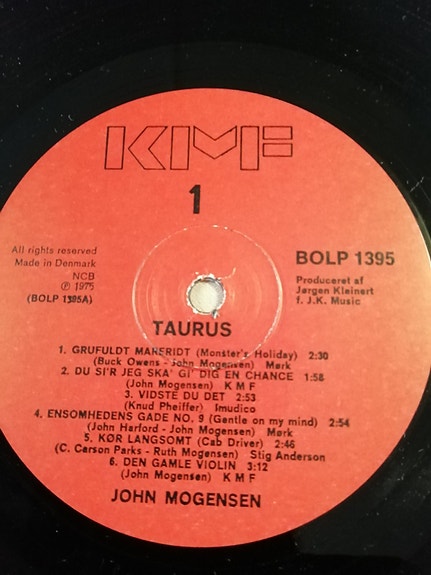 KMF
1
All rights reserved
Made in Denmark
NCB
℗ 1975
(BOLP 1395A)
BOLP 1395
Produceret af
Jørgen Kleinert
f. J.K. Music
TAURUS
1. GRUFULDT MARERIDT (Monster's Holiday) 2:30
(Buck Owens - John Mogensen) Mørk
2. DU SI'R JEG SKA' GI' DIG EN CHANCE 1:58
(John Mogensen) K M F
3. VIDSTE DU DET 2:53
(Knud Pheiffer) Imudico
4. ENSOMHEDENS GADE NO. 9 (Gentle on my mind) 2:54
(John Harford - John Mogensen) Mørk
5. KØR LANGSOMT (Cab Driver) 2:46
(C. Carson Parks - Ruth Mogensen) Stig Anderson
6. DEN GAMLE VIOLIN 3:12
(John Mogensen) K M F
JOHN MOGENSEN